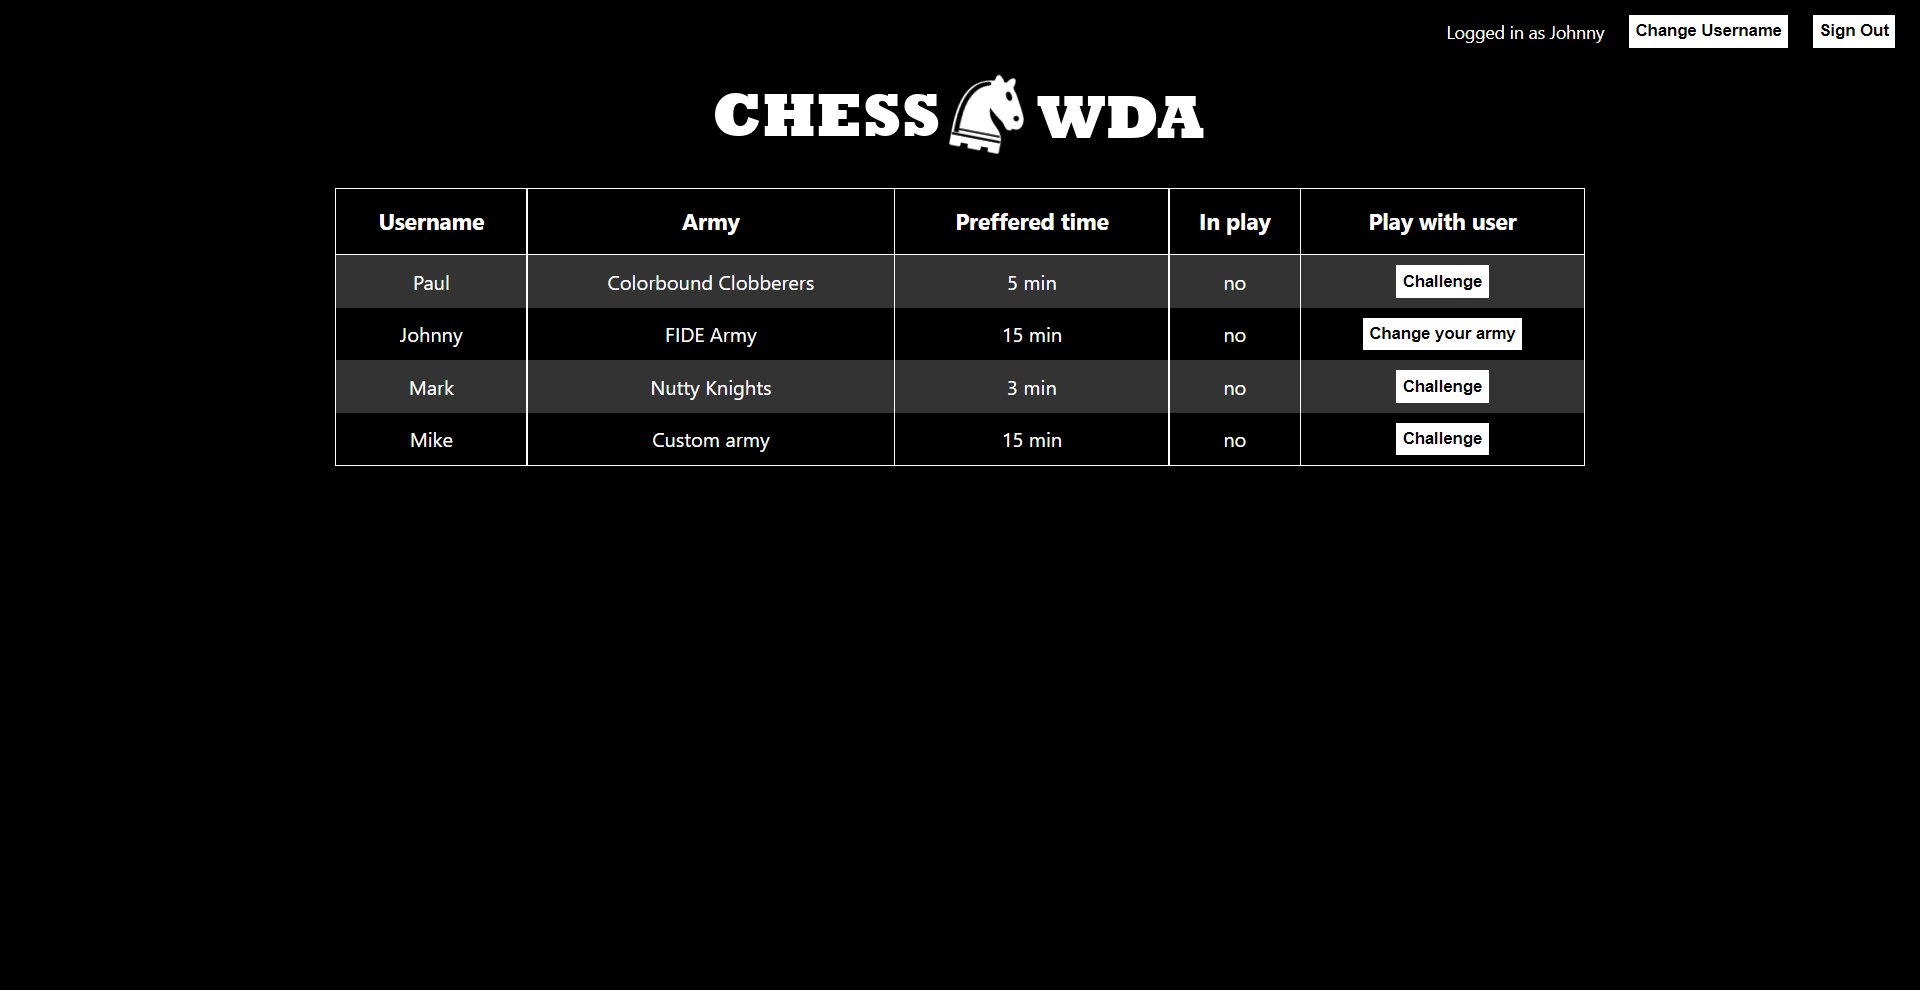 Logged in as Johnny Change Username Sign Out
CHESS WDA
Username Army Preffered time In play Play with user
Paul Colorbound Clobberers 5 min no Challenge
Johnny FIDE Army 15 min no Change your army
Mark Nutty Knights 3 min no Challenge
Mike Custom army 15 min no Challenge